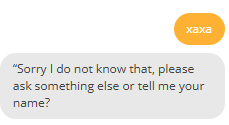 xaxa
“Sorry I do not know that, please
ask something else or tell me your
name?